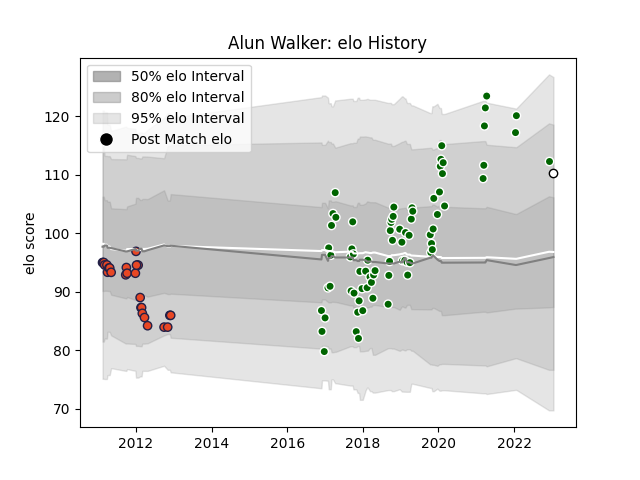 Alun Walker: elo History
50% elo Interval
80% elo Interval
95% elo Interval
Post Match elo
elo score
120
110
100
90
80
70
2012
2014
2016
2018
2020
2022